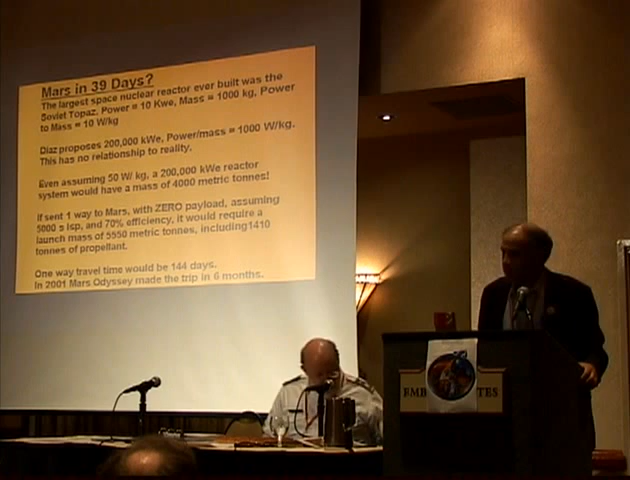 Mars in 39 Days?
The largest space nuclear reactor ever built was the
Soviet Topaz. Power = 10 Kwe, Mass = 1000 kg, Power
to Mass = 10 W/kg
Diaz proposes 200,000 kWe, Power/mass = 1000 W/kg.
This has no relationship to reality.
Even assuming 50 W/ kg, a 200,000 kWe reactor
system would have a mass of 4000 metric tonnes!
If sent 1 way to Mars, with ZERO payload, assuming
5000 s Isp, and 70% efficiency, it would require a
launch mass of 5550 metric tonnes, including1410
tonnes of propellant.
One way travel time would be 144 days.
In 2001 Mars Odyssey made the trip in 6 months.
EMB TES